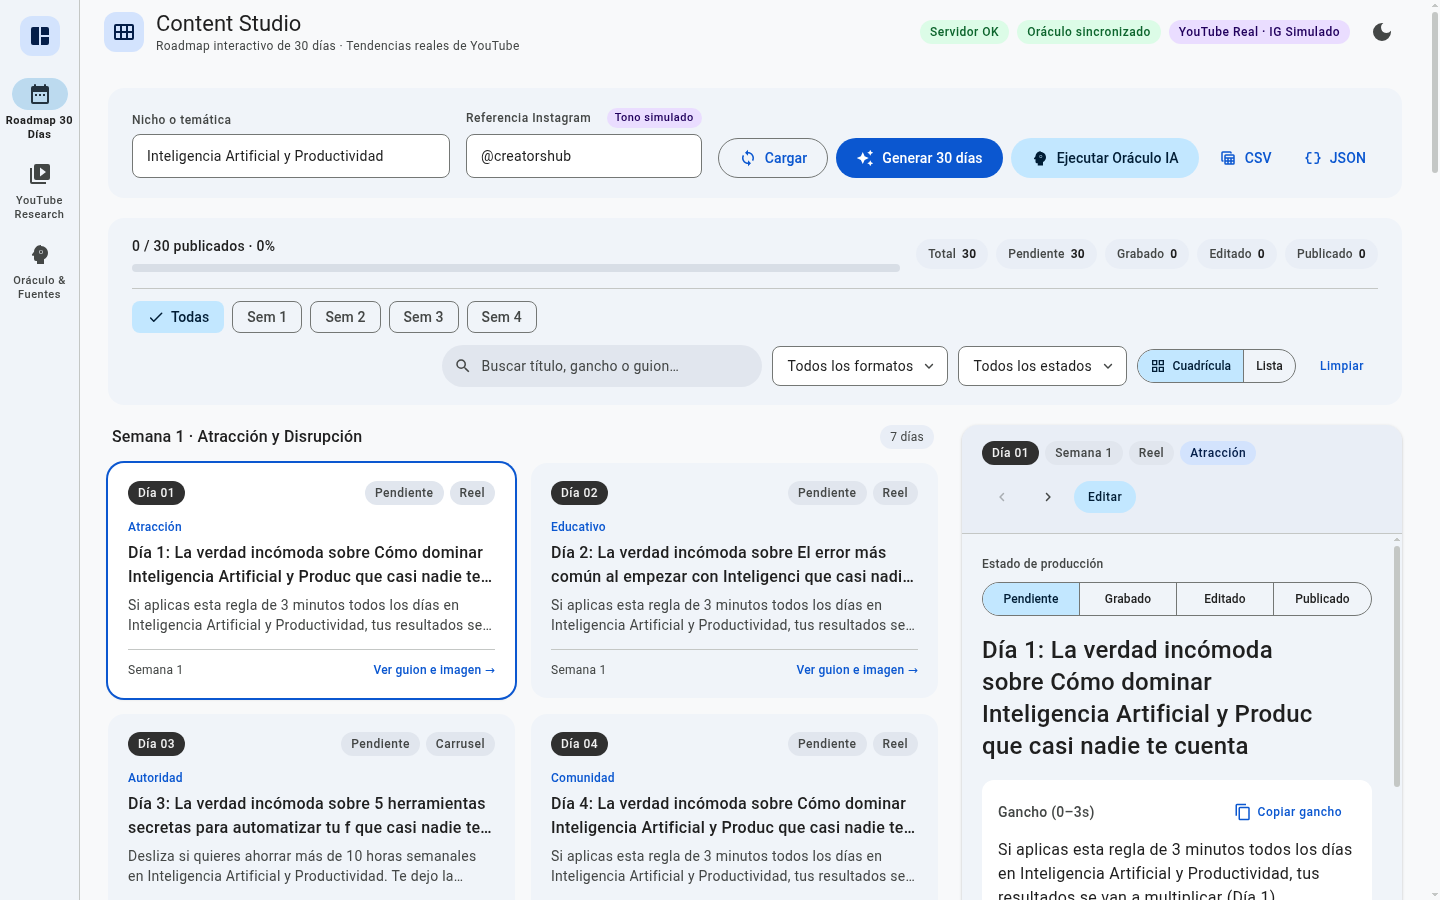 Content Studio
Roadmap interactivo de 30 días · Tendencias reales de YouTube
Servidor OK
Oráculo sincronizado
YouTube Real · IG Simulado
Roadmap 30
Días
YouTube
Research
Oráculo &
Fuentes
Nicho o temática
Referencia Instagram
Tono simulado
Inteligencia Artificial y Productividad
@creatorshub
Cargar
Generar 30 días
Ejecutar Oráculo IA
CSV
JSON
0 / 30 publicados · 0%
Total 30
Pendiente 30
Grabado 0
Editado 0
Publicado 0
Todas
Sem 1
Sem 2
Sem 3
Sem 4
Buscar título, gancho o guion…
Todos los formatos
Todos los estados
Cuadrícula
Lista
Limpiar
Semana 1 · Atracción y Disrupción
7 días
Día 01
Pendiente
Reel
Atracción
Día 1: La verdad incómoda sobre Cómo dominar
Inteligencia Artificial y Produc que casi nadie te…
Si aplicas esta regla de 3 minutos todos los días en
Inteligencia Artificial y Productividad, tus resultados se…
Semana 1
Ver guion e imagen →
Día 02
Pendiente
Reel
Educativo
Día 2: La verdad incómoda sobre El error más
común al empezar con Inteligenci que casi nadi…
Si aplicas esta regla de 3 minutos todos los días en
Inteligencia Artificial y Productividad, tus resultados se…
Semana 1
Ver guion e imagen →
Día 03
Pendiente
Carrusel
Autoridad
Día 3: La verdad incómoda sobre 5 herramientas
secretas para automatizar tu f que casi nadie te…
Desliza si quieres ahorrar más de 10 horas semanales
en Inteligencia Artificial y Productividad. Te dejo la…
Día 04
Pendiente
Reel
Comunidad
Día 4: La verdad incómoda sobre Cómo dominar
Inteligencia Artificial y Produc que casi nadie te…
Si aplicas esta regla de 3 minutos todos los días en
Inteligencia Artificial y Productividad, tus resultados se…
Día 01
Semana 1
Reel
Atracción
Editar
Estado de producción
Pendiente
Grabado
Editado
Publicado
Día 1: La verdad incómoda
sobre Cómo dominar
Inteligencia Artificial y Produc
que casi nadie te cuenta
Gancho (0–3s)
Copiar gancho
Si aplicas esta regla de 3 minutos todos los días
en Inteligencia Artificial y Productividad, tus
resultados se van a multiplicar (Día 1)